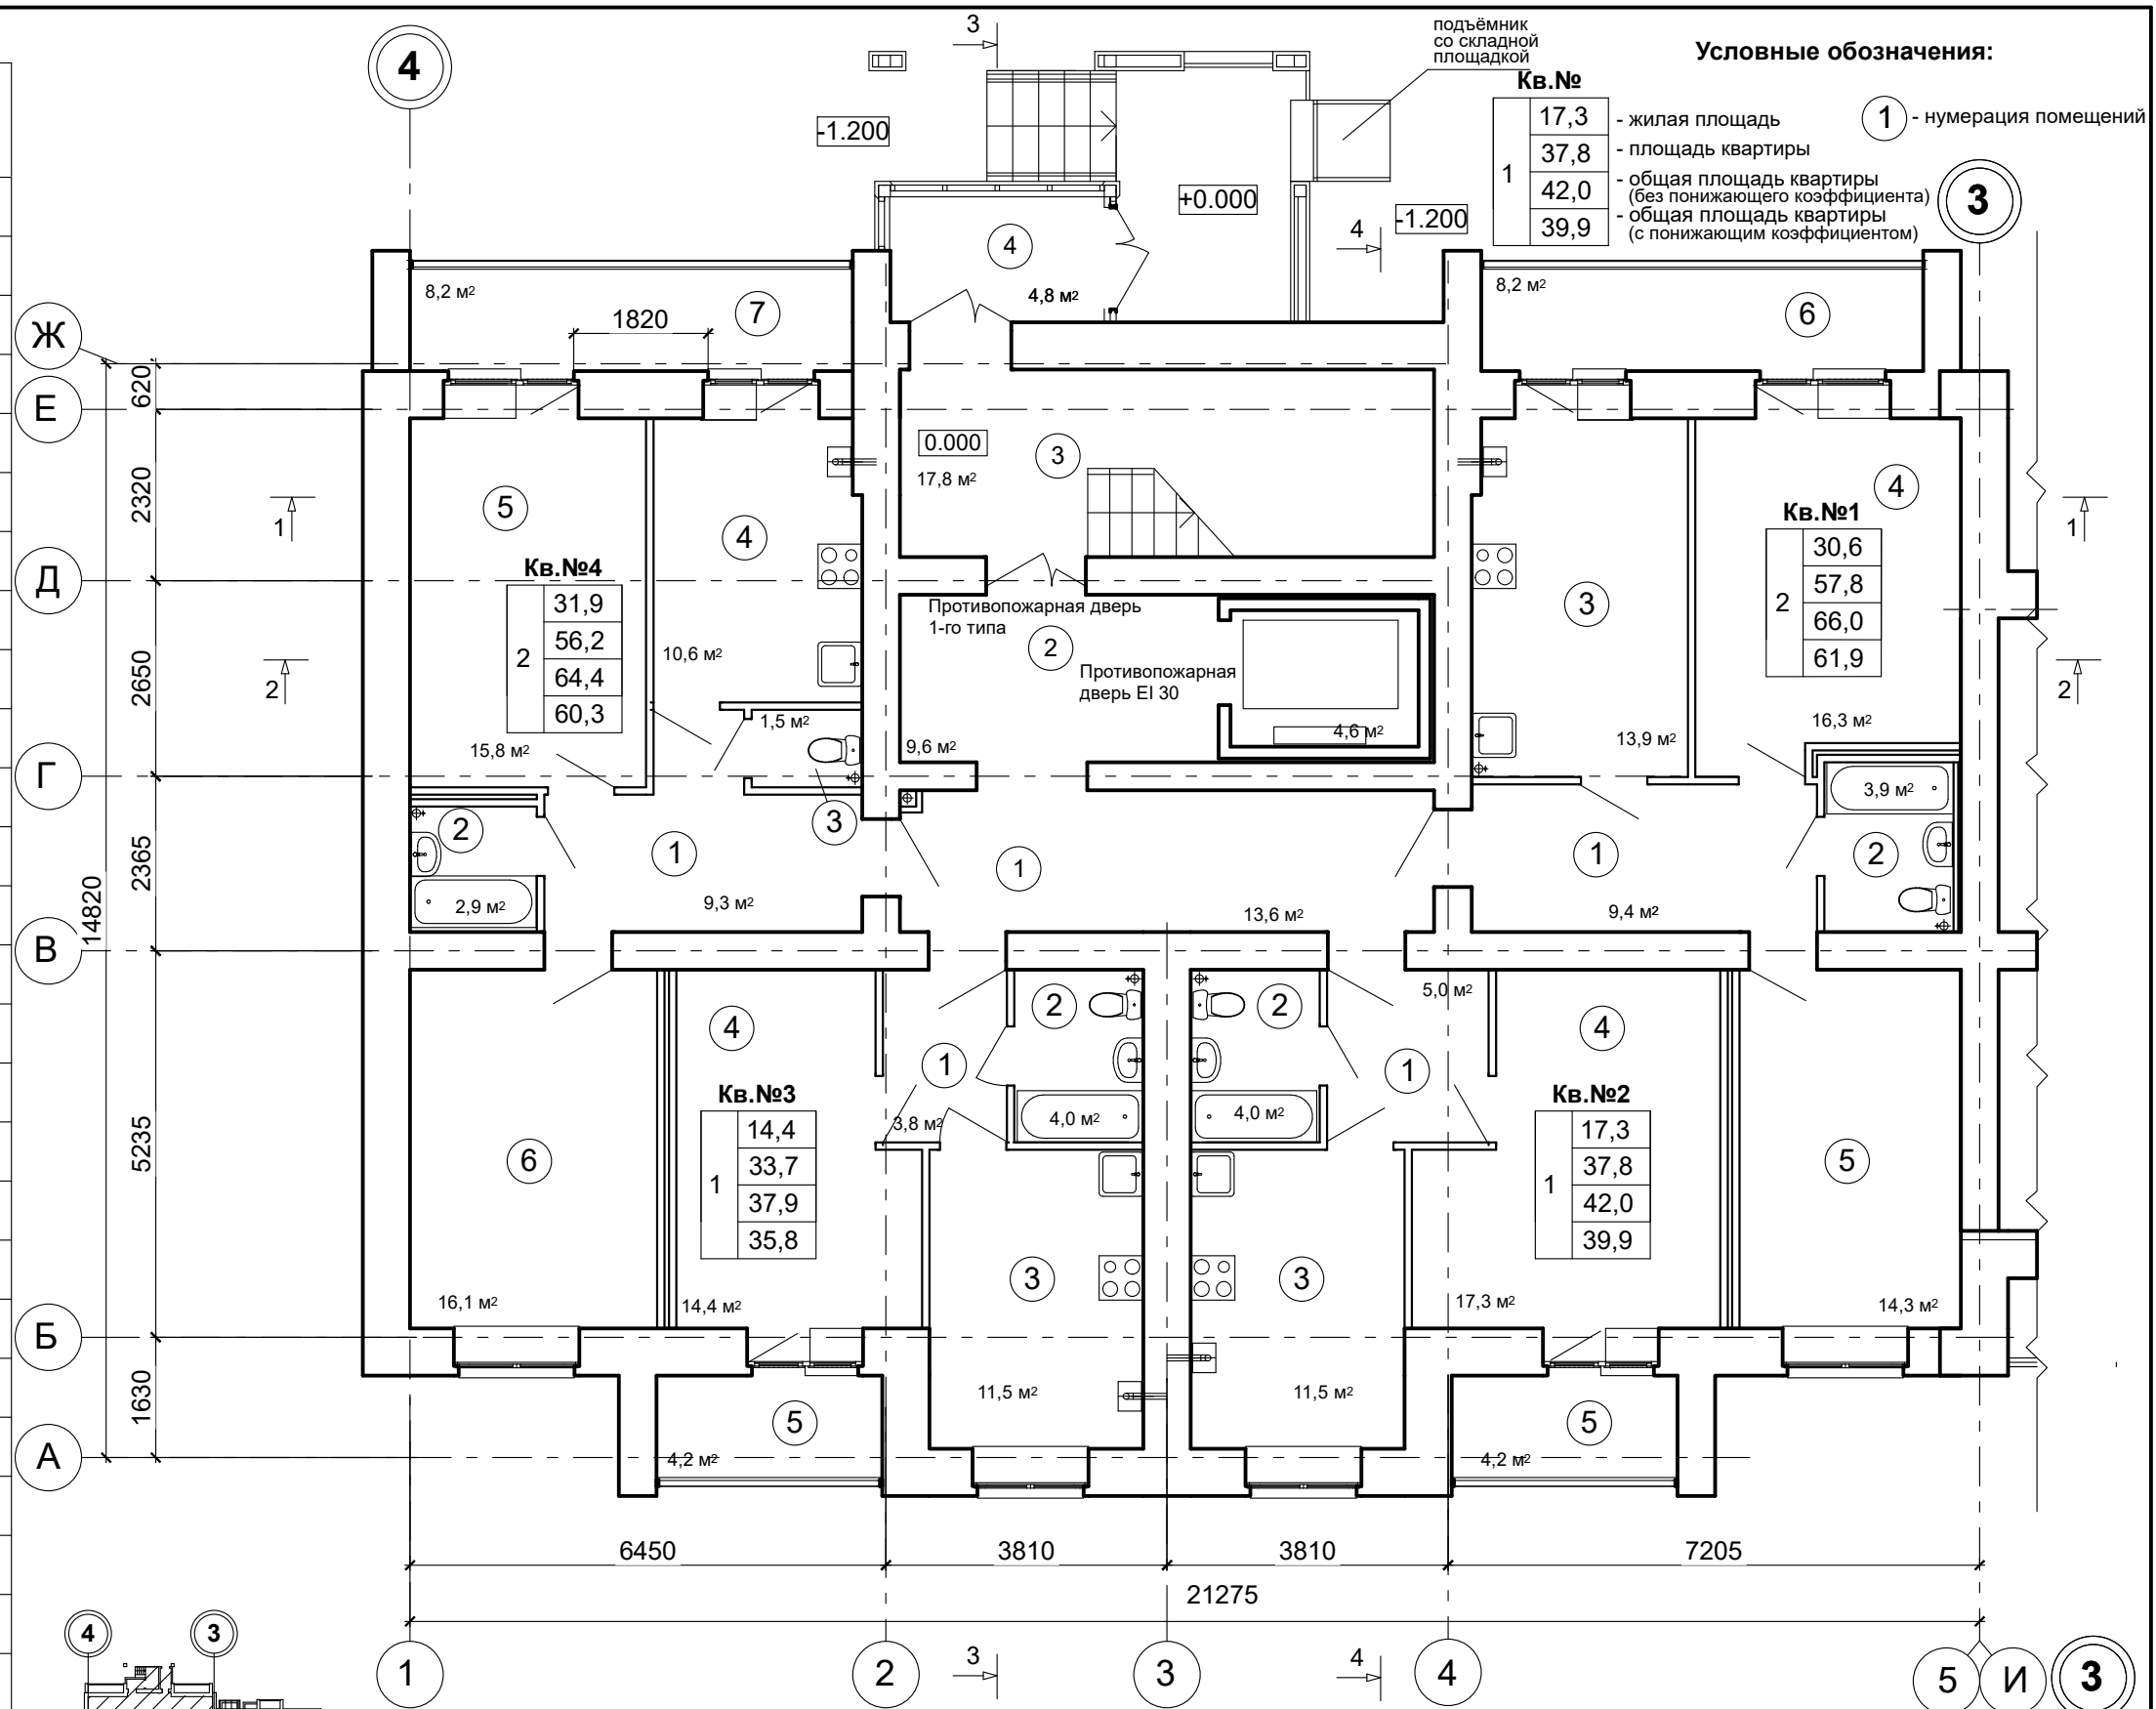 3
подъёмник
со складной
площадкой
Условные обозначения:
4
Кв.№
1
17,3
- жилая площадь
37,8
- площадь квартиры
42,0
- общая площадь квартиры
(без понижающего коэффициента)
39,9
- общая площадь квартиры
(с понижающим коэффициентом)
1
- нумерация помещений
3
-1.200
+0.000
-1.200
4
4
4,8 м2
8,2 м2
7
1820
8,2 м2
6
Ж
620
Е
0.000
17,8 м2
3
2320
5
4
4
1
1
Кв.№4
2
31,9
56,2
64,4
60,3
Кв.№1
2
30,6
57,8
66,0
61,9
Д
Противопожарная дверь
1-го типа
2
Противопожарная
дверь EI 30
3
10,6 м2
2650
2
2
1,5 м2
15,8 м2
9,6 м2
4,6 м2
13,9 м2
16,3 м2
Г
3,9 м2
2
3
1
1
1
2
2365
14820
2,9 м2
9,3 м2
13,6 м2
9,4 м2
В
5,0 м2
4
2
2
4
1
1
Кв.№3
1
14,4
33,7
37,9
35,8
3,8 м2
4,0 м2
4,0 м2
Кв.№2
1
17,3
37,8
42,0
39,9
5235
6
5
3
3
16,1 м2
14,4 м2
17,3 м2
14,3 м2
Б
1630
11,5 м2
11,5 м2
5
5
А
4,2 м2
4,2 м2
6450
3810
3810
7205
21275
4
3
1
2
3
3
4
4
5
И
3